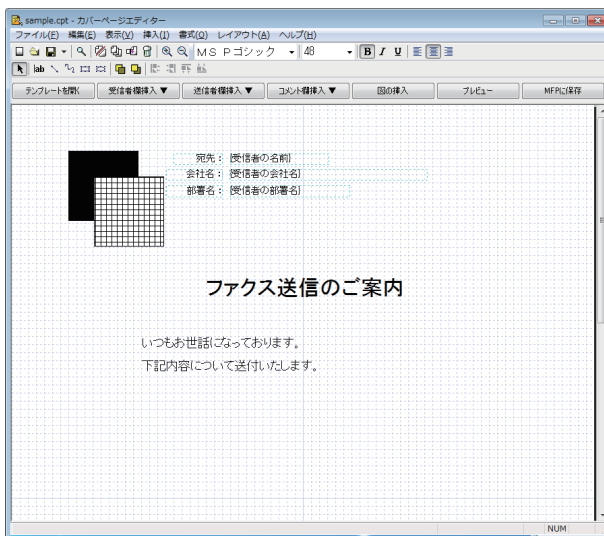 sample.cpt - カバーページエディター
ファイル(F) 編集(E) 表示(V) 挿入(I) 書式(O) レイアウト(A) ヘルプ(H)
ＭＳ Ｐゴシック 48 B I U
ab
テンプレートを開く 受信者欄挿入 ▼ 送信者欄挿入 ▼ コメント欄挿入 ▼ 図の挿入 プレビュー MFPに保存
宛先： {受信者の名前}
会社名： {受信者の会社名}
部署名： {受信者の部署名}
ファクス送信のご案内
いつもお世話になっております。
下記内容について送付いたします。
NUM